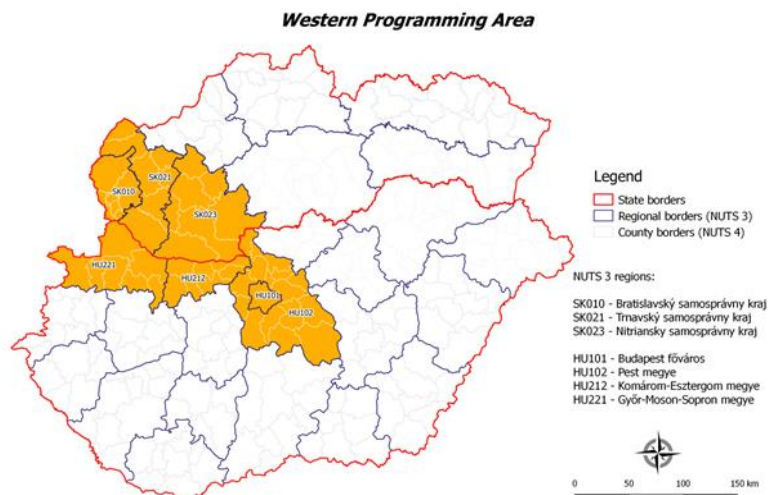 Western Programming Area
SK010
SK021
SK023
HU221
HU212
HU101
HU102
Legend
State borders
Regional borders (NUTS 3)
County borders (NUTS 4)
NUTS 3 regions:
SK010 - Bratislavský samosprávny kraj
SK021 - Trnavský samosprávny kraj
SK023 - Nitriansky samosprávny kraj
HU101 - Budapest főváros
HU102 - Pest megye
HU212 - Komárom-Esztergom megye
HU221 - Győr-Moson-Sopron megye
0 50 100 150 km